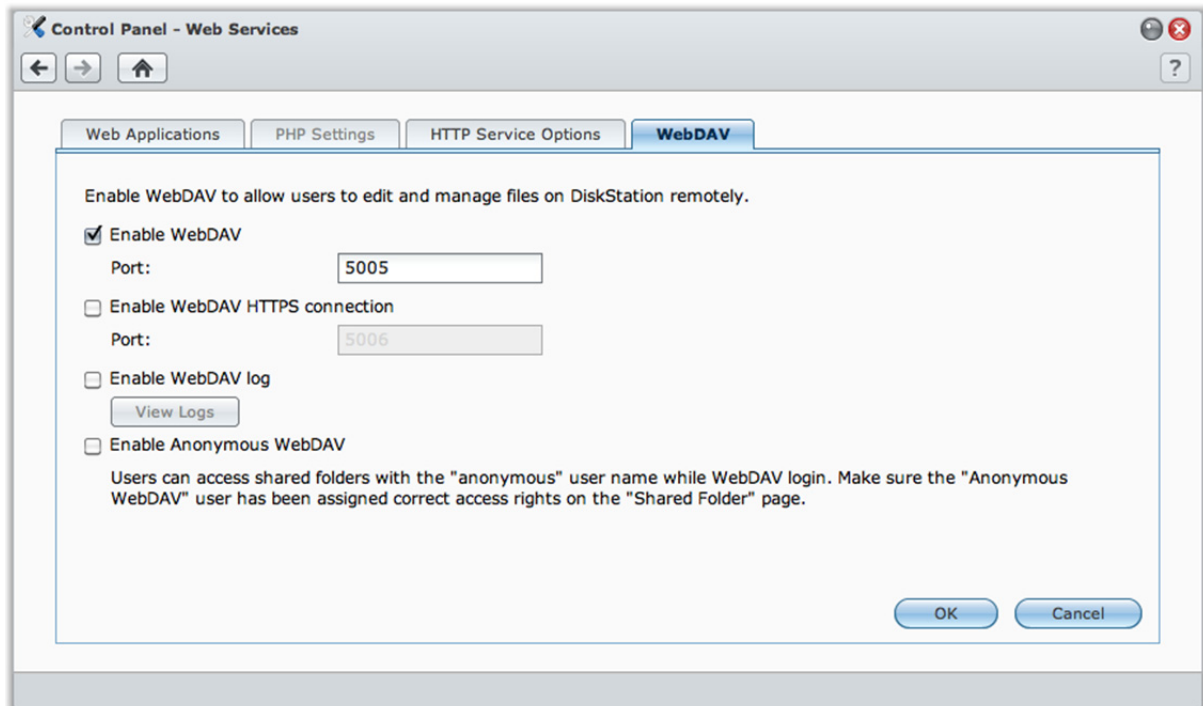 Control Panel - Web Services
?
Web Applications
PHP Settings
HTTP Service Options
WebDAV
Enable WebDAV to allow users to edit and manage files on DiskStation remotely.
Enable WebDAV
Port:
5005
Enable WebDAV HTTPS connection
Port:
5006
Enable WebDAV log
View Logs
Enable Anonymous WebDAV
Users can access shared folders with the "anonymous" user name while WebDAV login. Make sure the "Anonymous
WebDAV" user has been assigned correct access rights on the "Shared Folder" page.
OK
Cancel